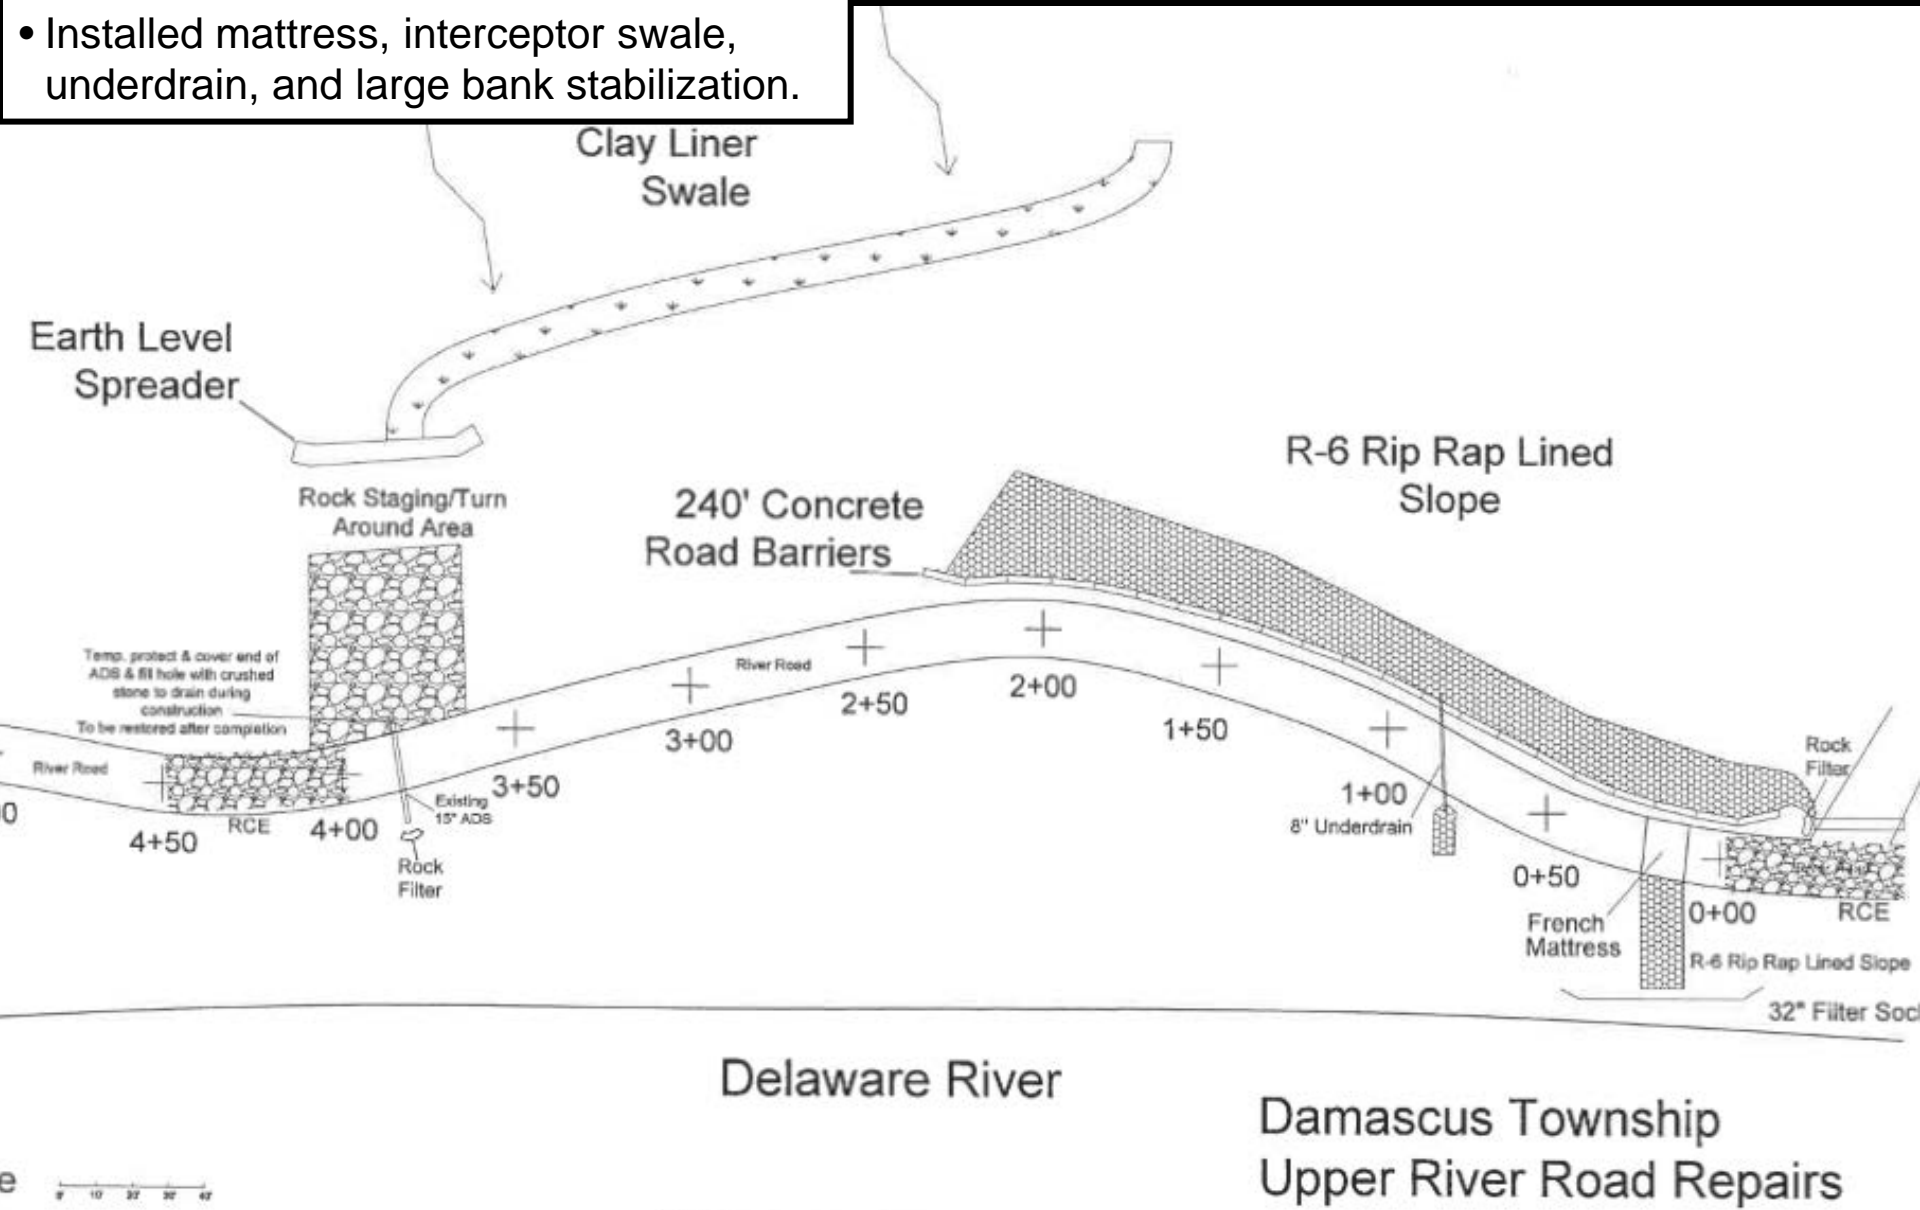 • Installed mattress, interceptor swale,
underdrain, and large bank stabilization.
Clay Liner
Swale
Earth Level
Spreader
R-6 Rip Rap Lined
Slope
Rock Staging/Turn
Around Area
240' Concrete
Road Barriers
Temp. protect & cover end of
ADS & fill hole with crushed
stone to drain during
construction
To be restored after completion
River Road
River Road
2+00
2+50
3+00
1+50
3+50
1+00
Rock
Filter
Existing
15" ADS
8" Underdrain
4+50
RCE
4+00
Rock
Filter
0+50
0+00
RCE
French
Mattress
R-6 Rip Rap Lined Slope
32" Filter Soc
Delaware River
Damascus Township
Upper River Road Repairs
e
0' 10' 20' 30' 40'